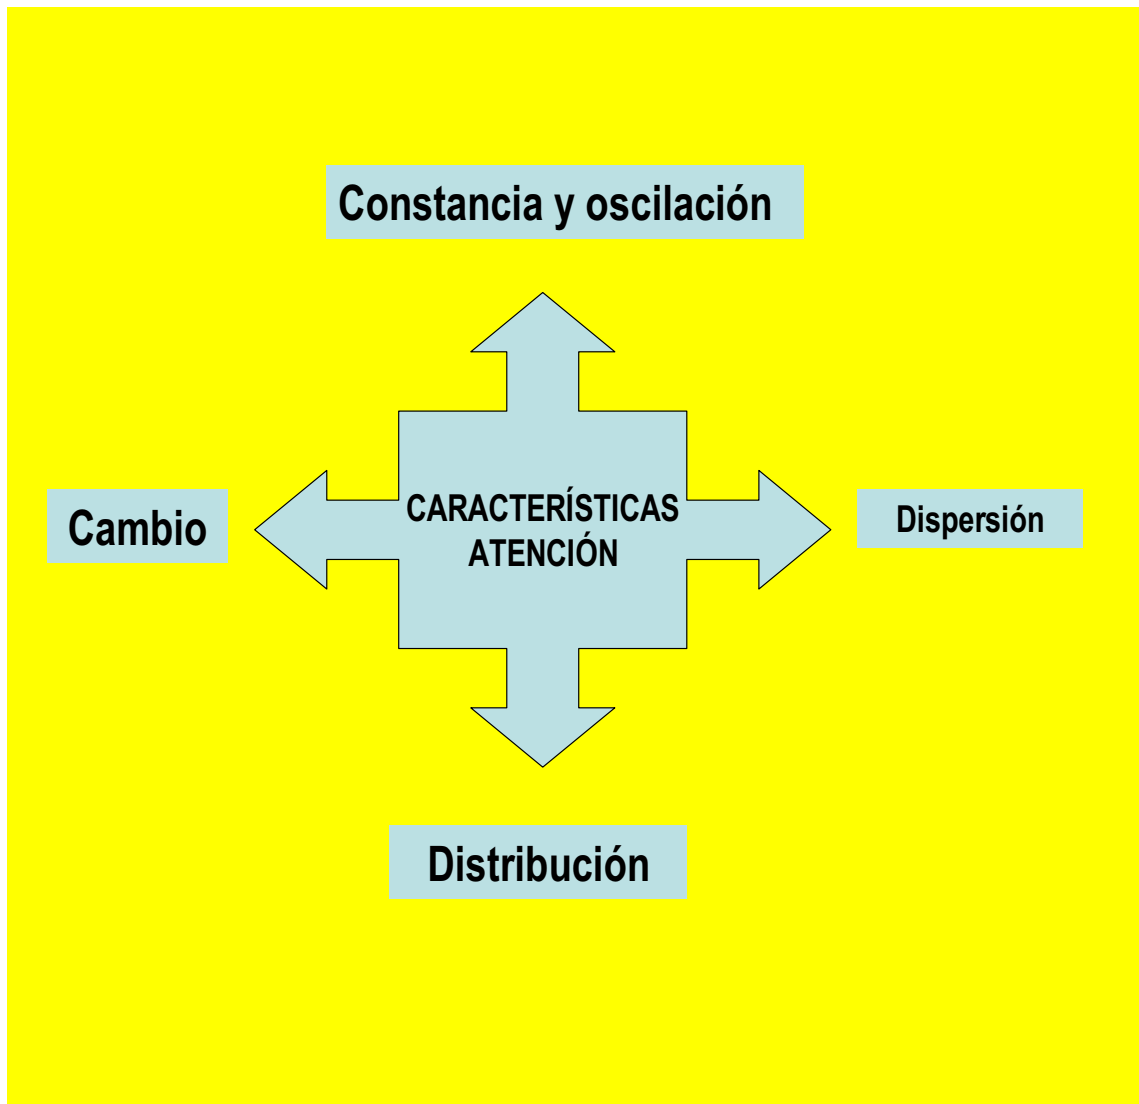 Constancia y oscilación
Cambio
CARACTERÍSTICAS
ATENCIÓN
Dispersión
Distribución